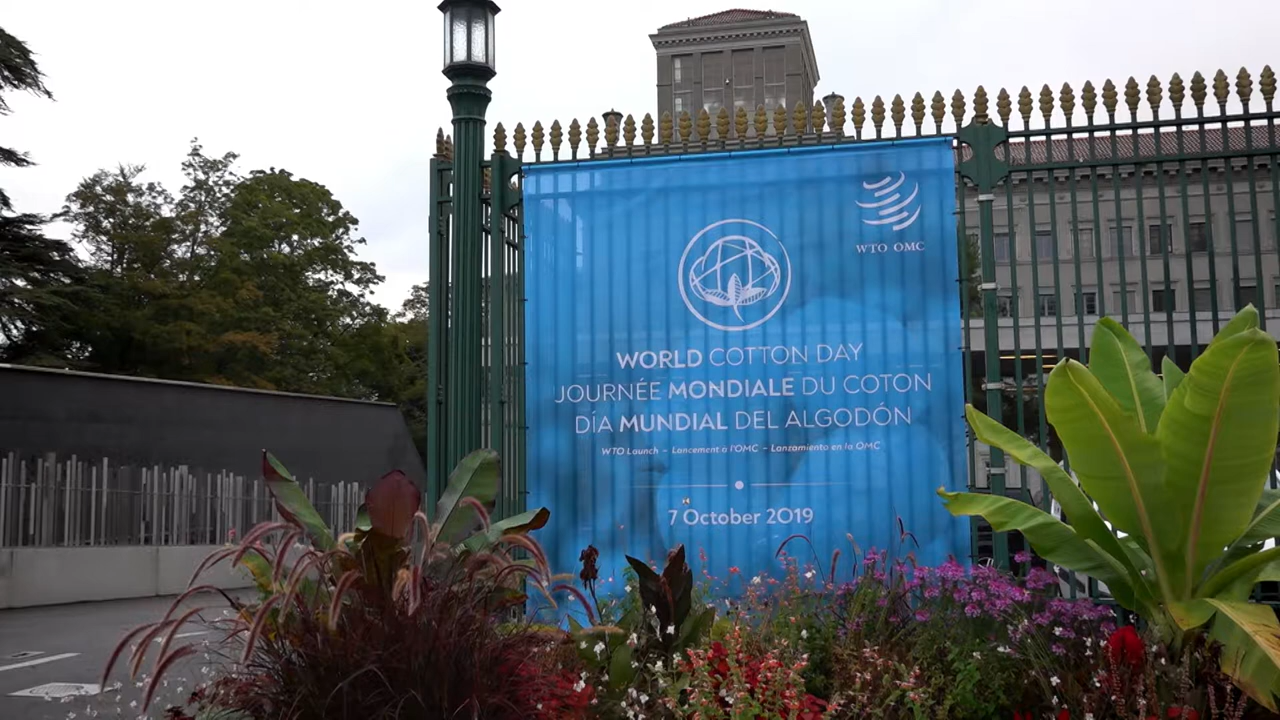 WTO OMC
WORLD COTTON DAY
JOURNÉE MONDIALE DU COTON
DÍA MUNDIAL DEL ALGODÓN
WTO Launch – Lancement à l'OMC – Lanzamiento en la OMC
7 October 2019